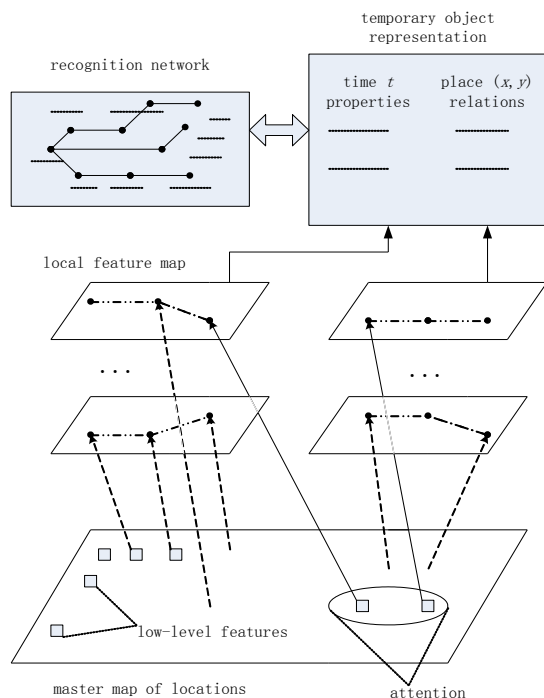 temporary object
representation
recognition network
time t
properties
place (x, y)
relations
local feature map
. . .
. . .
low-level features
master map of locations
attention